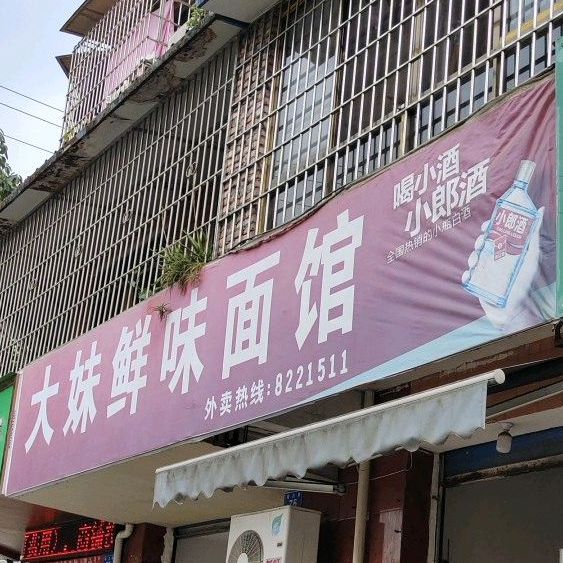 大妹鲜味面馆
外卖热线:8221511
喝小酒
小郎酒
全国热销的小瓶白酒
小郎酒